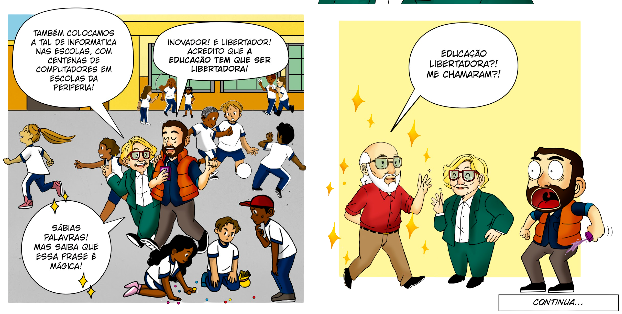 TAMBÉM COLOCAMOS
A TAL DE INFORMÁTICA
NAS ESCOLAS, COM
CENTENAS DE
COMPUTADORES EM
ESCOLAS DA
PERIFERIA!
INOVADOR! E LIBERTADOR!
ACREDITO QUE A
EDUCAÇÃO TEM QUE SER
LIBERTADORA!
SÁBIAS
PALAVRAS!
MAS SAIBA QUE
ESSA FRASE É
MÁGICA!
EDUCAÇÃO
LIBERTADORA?!
ME CHAMARAM?!
CONTINUA...